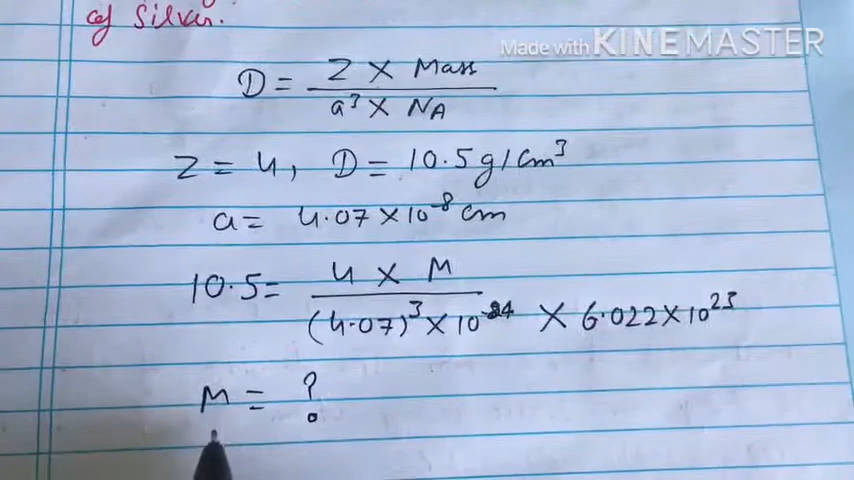 of Silver.
Made with KINEMASTER
D = Z × Mass / a³ × NA
Z = 4, D = 10.5 g/cm³
a = 4.07 × 10⁻⁸ cm
10.5 = 4 × M / (4.07)³ × 10⁻²⁴ × 6.022 × 10²³
M = ?